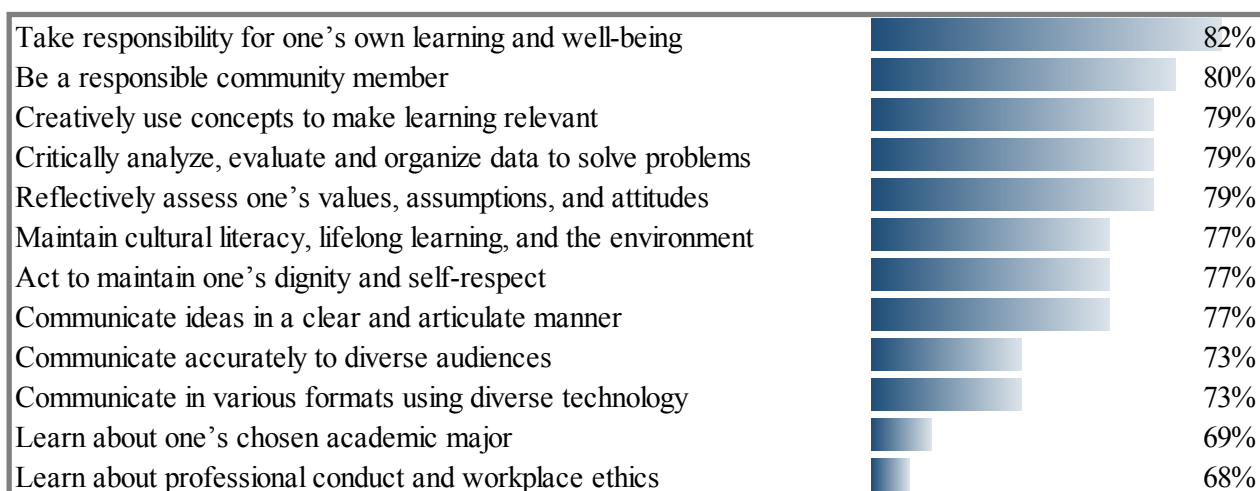 Take responsibility for one’s own learning and well-being 82%
Be a responsible community member 80%
Creatively use concepts to make learning relevant 79%
Critically analyze, evaluate and organize data to solve problems 79%
Reflectively assess one’s values, assumptions, and attitudes 79%
Maintain cultural literacy, lifelong learning, and the environment 77%
Act to maintain one’s dignity and self-respect 77%
Communicate ideas in a clear and articulate manner 77%
Communicate accurately to diverse audiences 73%
Communicate in various formats using diverse technology 73%
Learn about one’s chosen academic major 69%
Learn about professional conduct and workplace ethics 68%